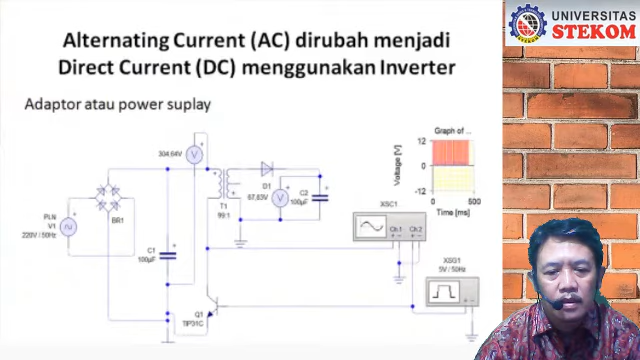 UNIVERSITAS
STEKOM
Alternating Current (AC) dirubah menjadi
Direct Current (DC) menggunakan Inverter
Adaptor atau power suplay
Graph of ...
Voltage [V]
12
0
-12
0
500
Time [ms]
304,64V
V
D1
67,83V
V
C2
100µF
T1
99:1
XSC1
Ch 1
Ch 2
PLN
V1
220V / 50Hz
BR1
C1
100µF
XSG1
5V / 50Hz
Q1
TIP31C